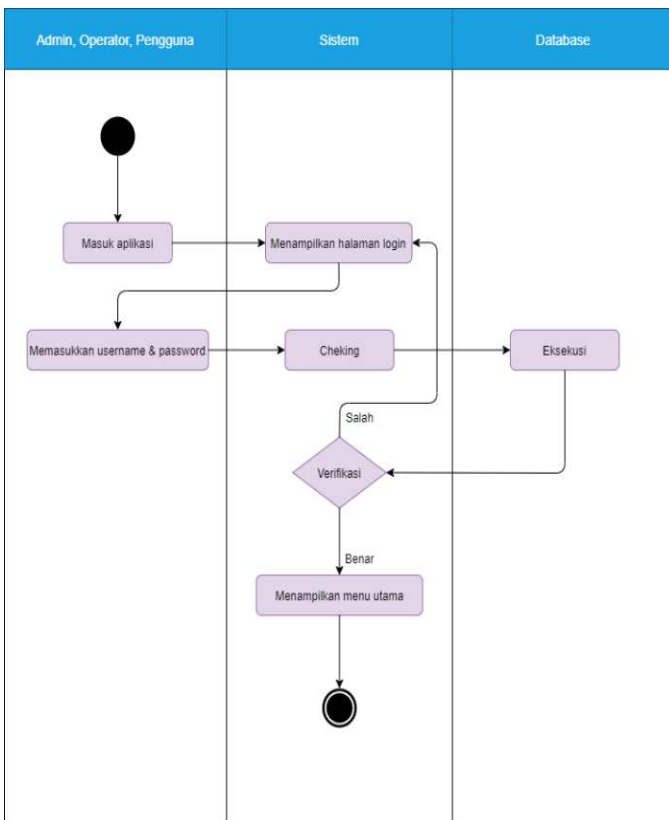 Admin, Operator, Pengguna
Sistem
Database
Masuk aplikasi
Menampilkan halaman login
Memasukkan username & password
Cheking
Eksekusi
Salah
Verifikasi
Benar
Menampilkan menu utama